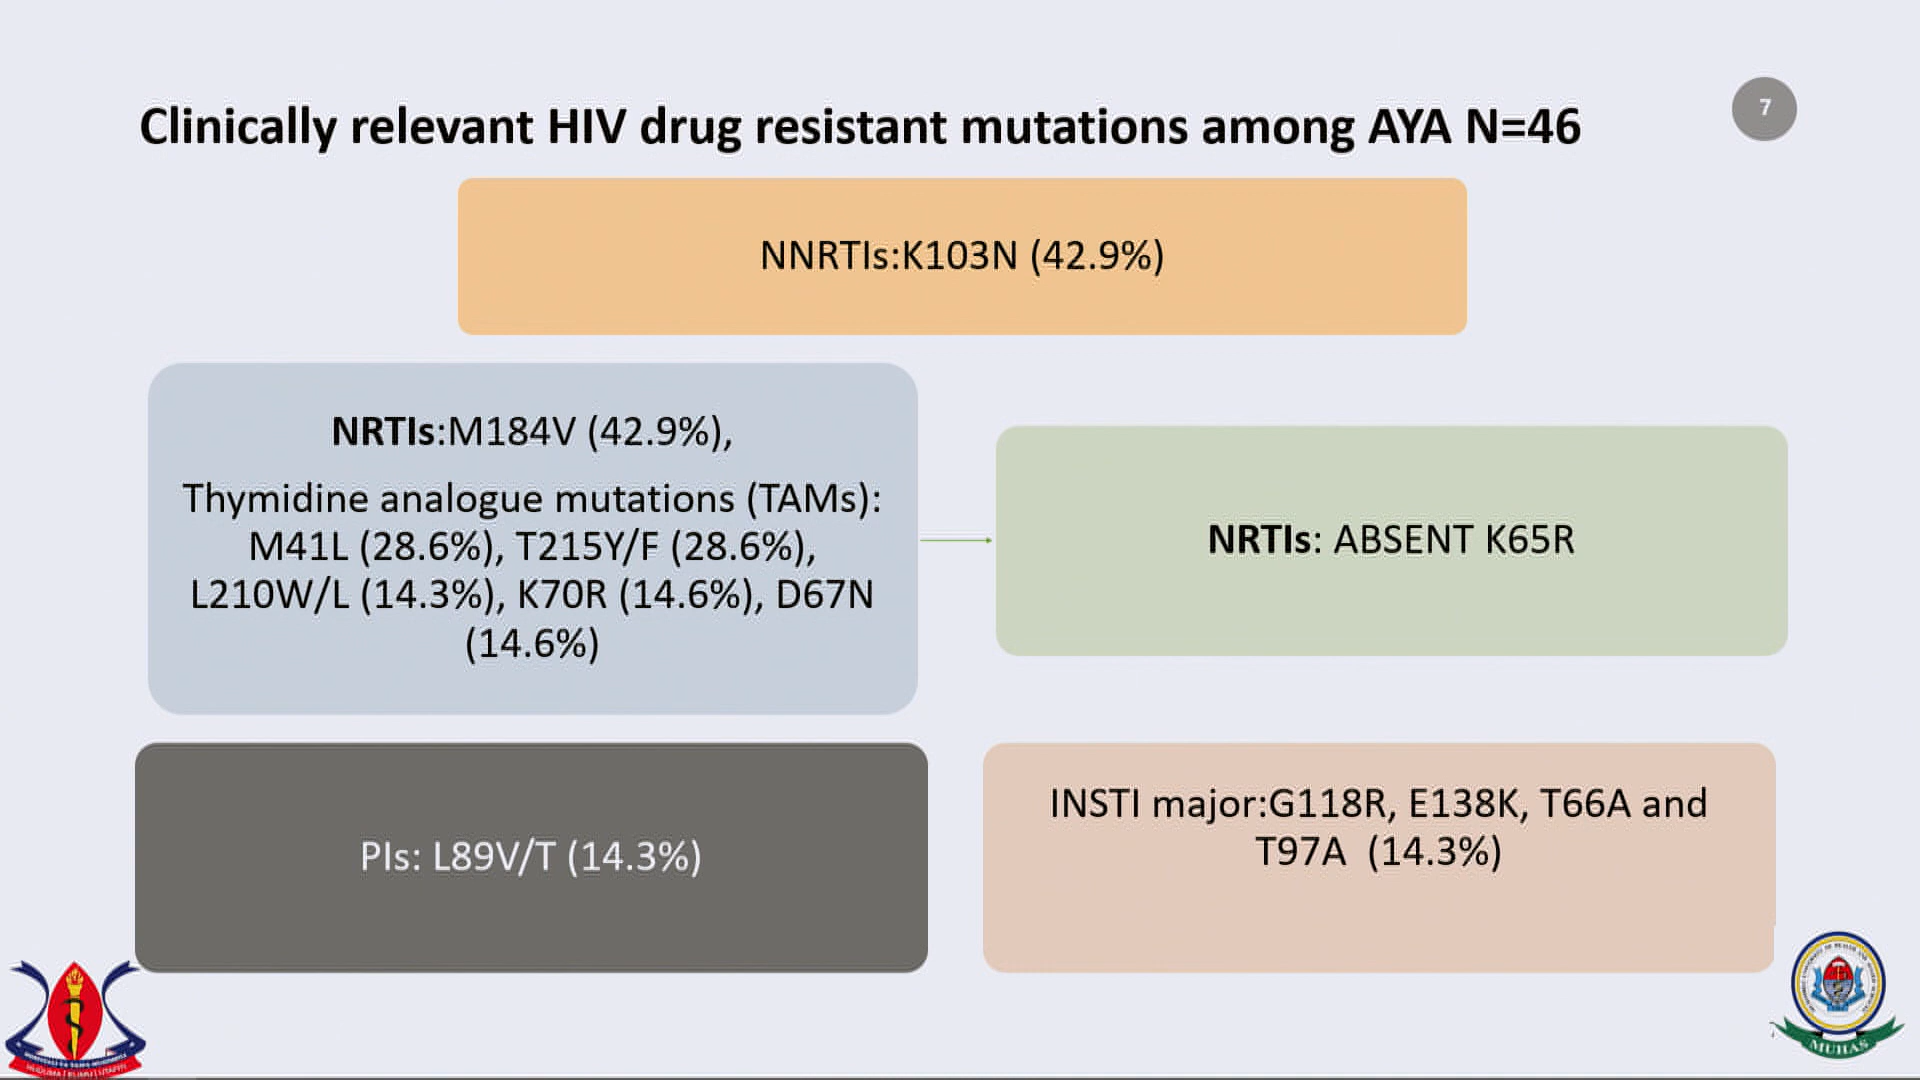 Clinically relevant HIV drug resistant mutations among AYA N=46
7
NNRTIs:K103N (42.9%)
NRTIs:M184V (42.9%),
Thymidine analogue mutations (TAMs):
M41L (28.6%), T215Y/F (28.6%),
L210W/L (14.3%), K70R (14.6%), D67N
(14.6%)
NRTIs: ABSENT K65R
PIs: L89V/T (14.3%)
INSTI major:G118R, E138K, T66A and
T97A (14.3%)
MUHAS